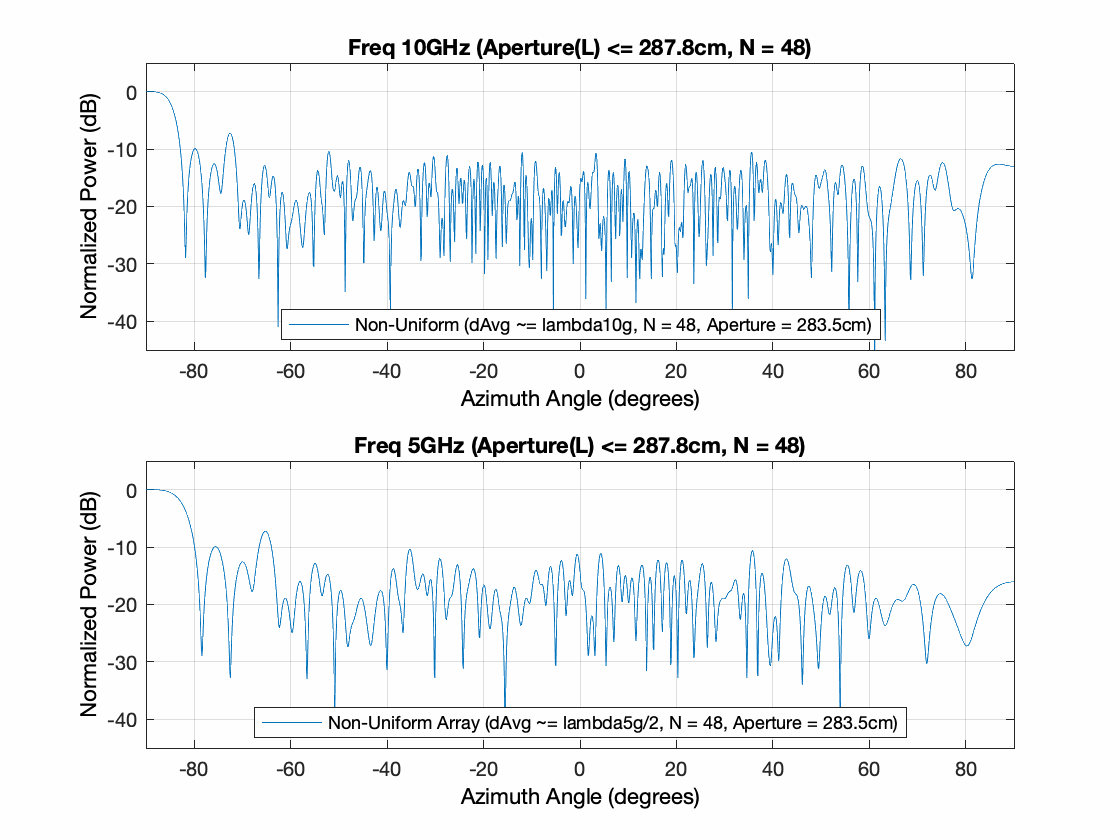 Freq 10GHz (Aperture(L) <= 287.8cm, N = 48)
Normalized Power (dB)
0
-10
-20
-30
-40
Non-Uniform (dAvg ~= lambda10g, N = 48, Aperture = 283.5cm)
-80 -60 -40 -20 0 20 40 60 80
Azimuth Angle (degrees)
Freq 5GHz (Aperture(L) <= 287.8cm, N = 48)
Normalized Power (dB)
0
-10
-20
-30
-40
Non-Uniform Array (dAvg ~= lambda5g/2, N = 48, Aperture = 283.5cm)
-80 -60 -40 -20 0 20 40 60 80
Azimuth Angle (degrees)